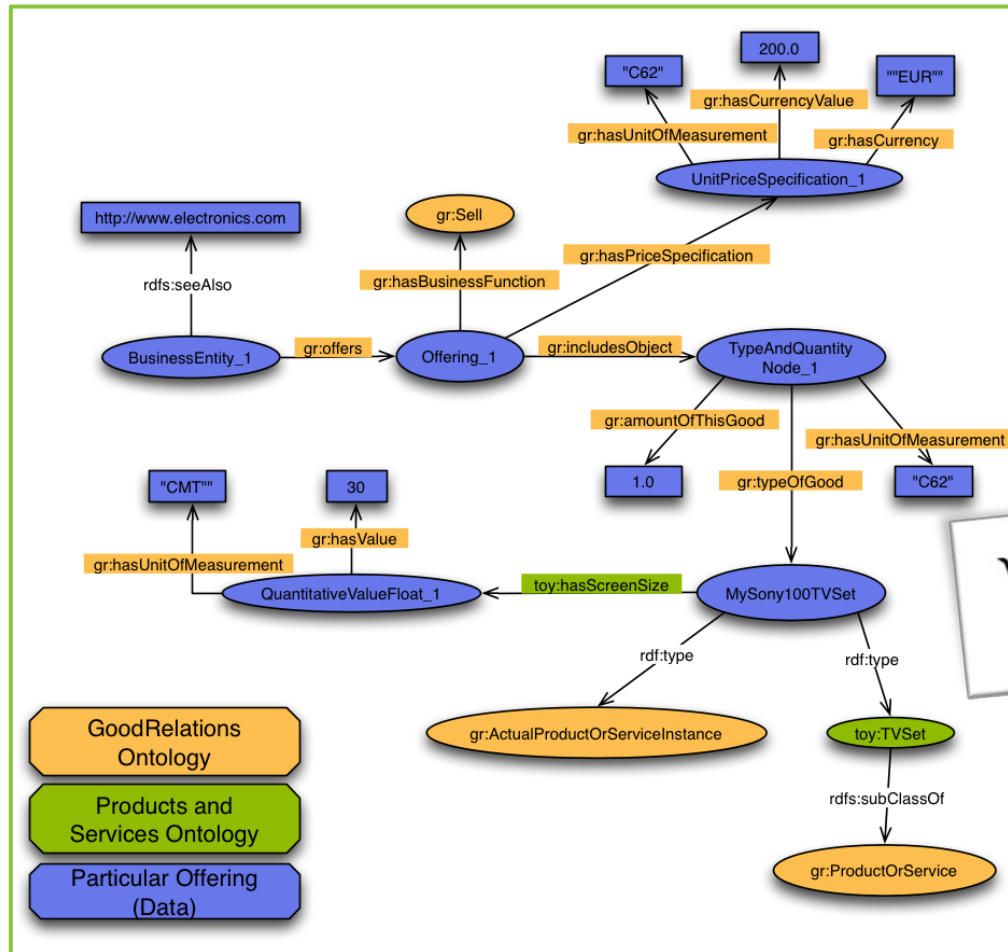 200.0
"C62"
""EUR""
gr:hasCurrencyValue
gr:hasUnitOfMeasurement
gr:hasCurrency
UnitPriceSpecification_1
http://www.electronics.com
gr:Sell
gr:hasPriceSpecification
rdfs:seeAlso
gr:hasBusinessFunction
BusinessEntity_1
gr:offers
Offering_1
gr:includesObject
TypeAndQuantity
Node_1
gr:amountOfThisGood
gr:hasUnitOfMeasurement
"CMT""
30
1.0
gr:typeOfGood
"C62"
gr:hasValue
gr:hasUnitOfMeasurement
QuantitativeValueFloat_1
toy:hasScreenSize
MySony100TVSet
rdf:type
rdf:type
gr:ActualProductOrServiceInstance
toy:TVSet
rdfs:subClassOf
gr:ProductOrService
GoodRelations
Ontology
Products and
Services Ontology
Particular Offering
(Data)